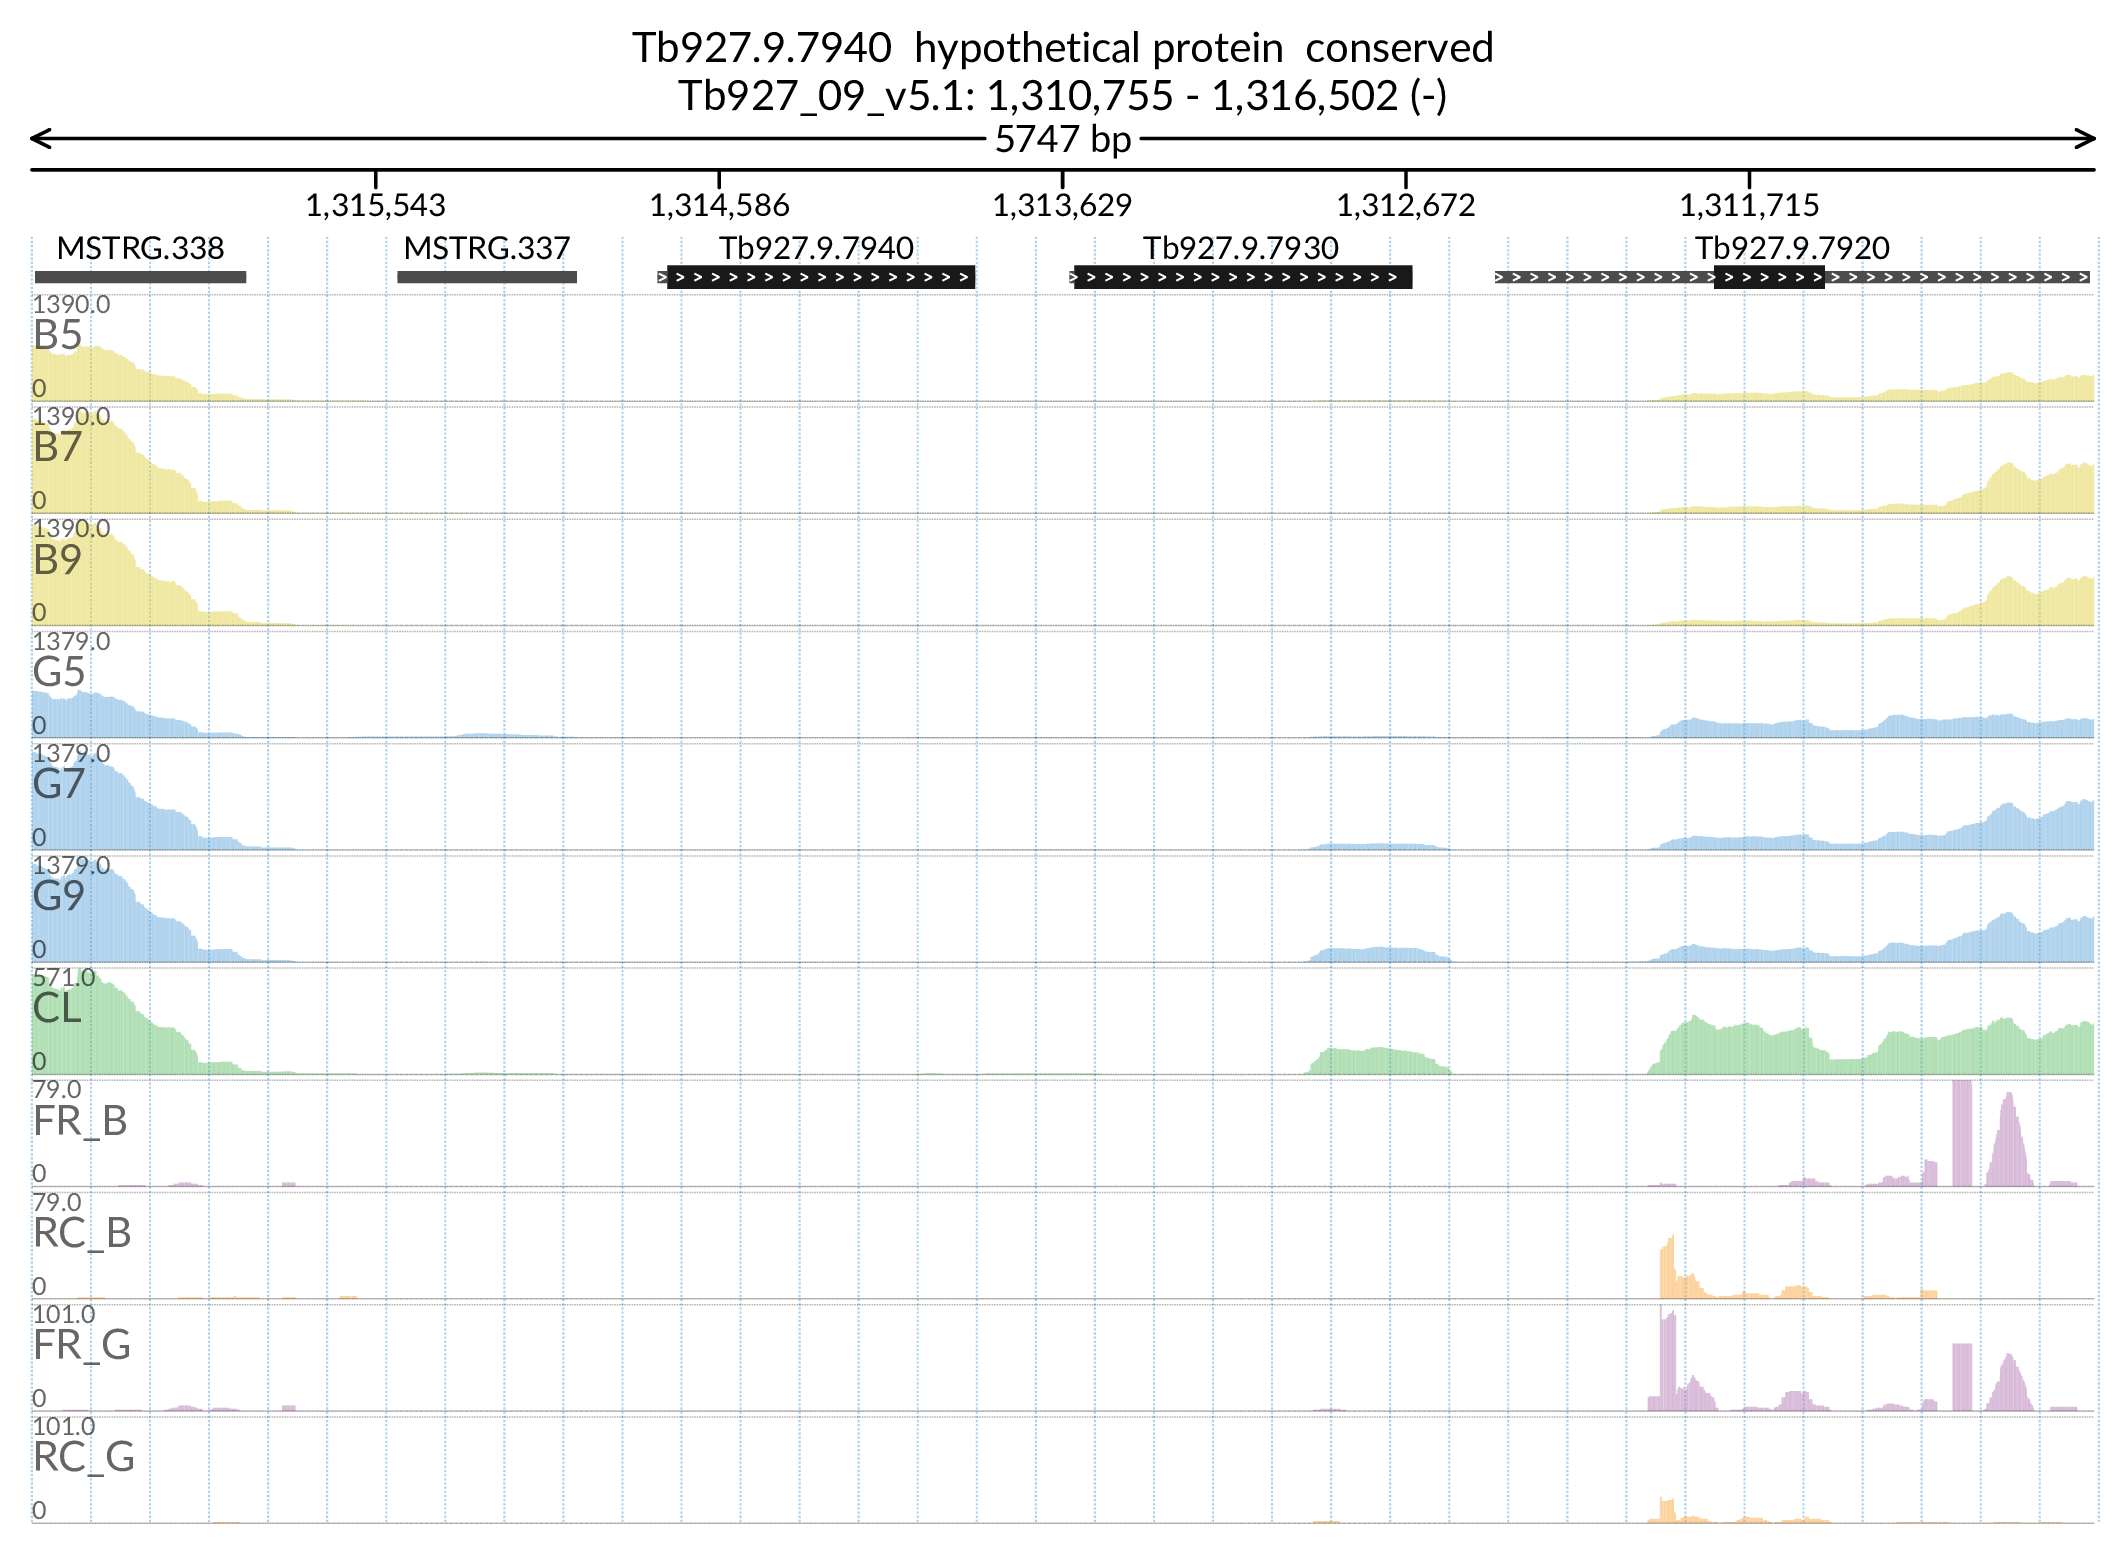 Tb927.9.7940  hypothetical protein  conserved
Tb927_09_v5.1: 1,310,755 - 1,316,502 (-)
5747 bp
1,315,543 1,314,586 1,313,629 1,312,672 1,311,715
MSTRG.338 MSTRG.337 Tb927.9.7940 Tb927.9.7930 Tb927.9.7920
1390.0
B5
0
1390.0
B7
0
1390.0
B9
0
1379.0
G5
0
1379.0
G7
0
1379.0
G9
0
571.0
CL
0
79.0
FR_B
0
79.0
RC_B
0
101.0
FR_G
0
101.0
RC_G
0